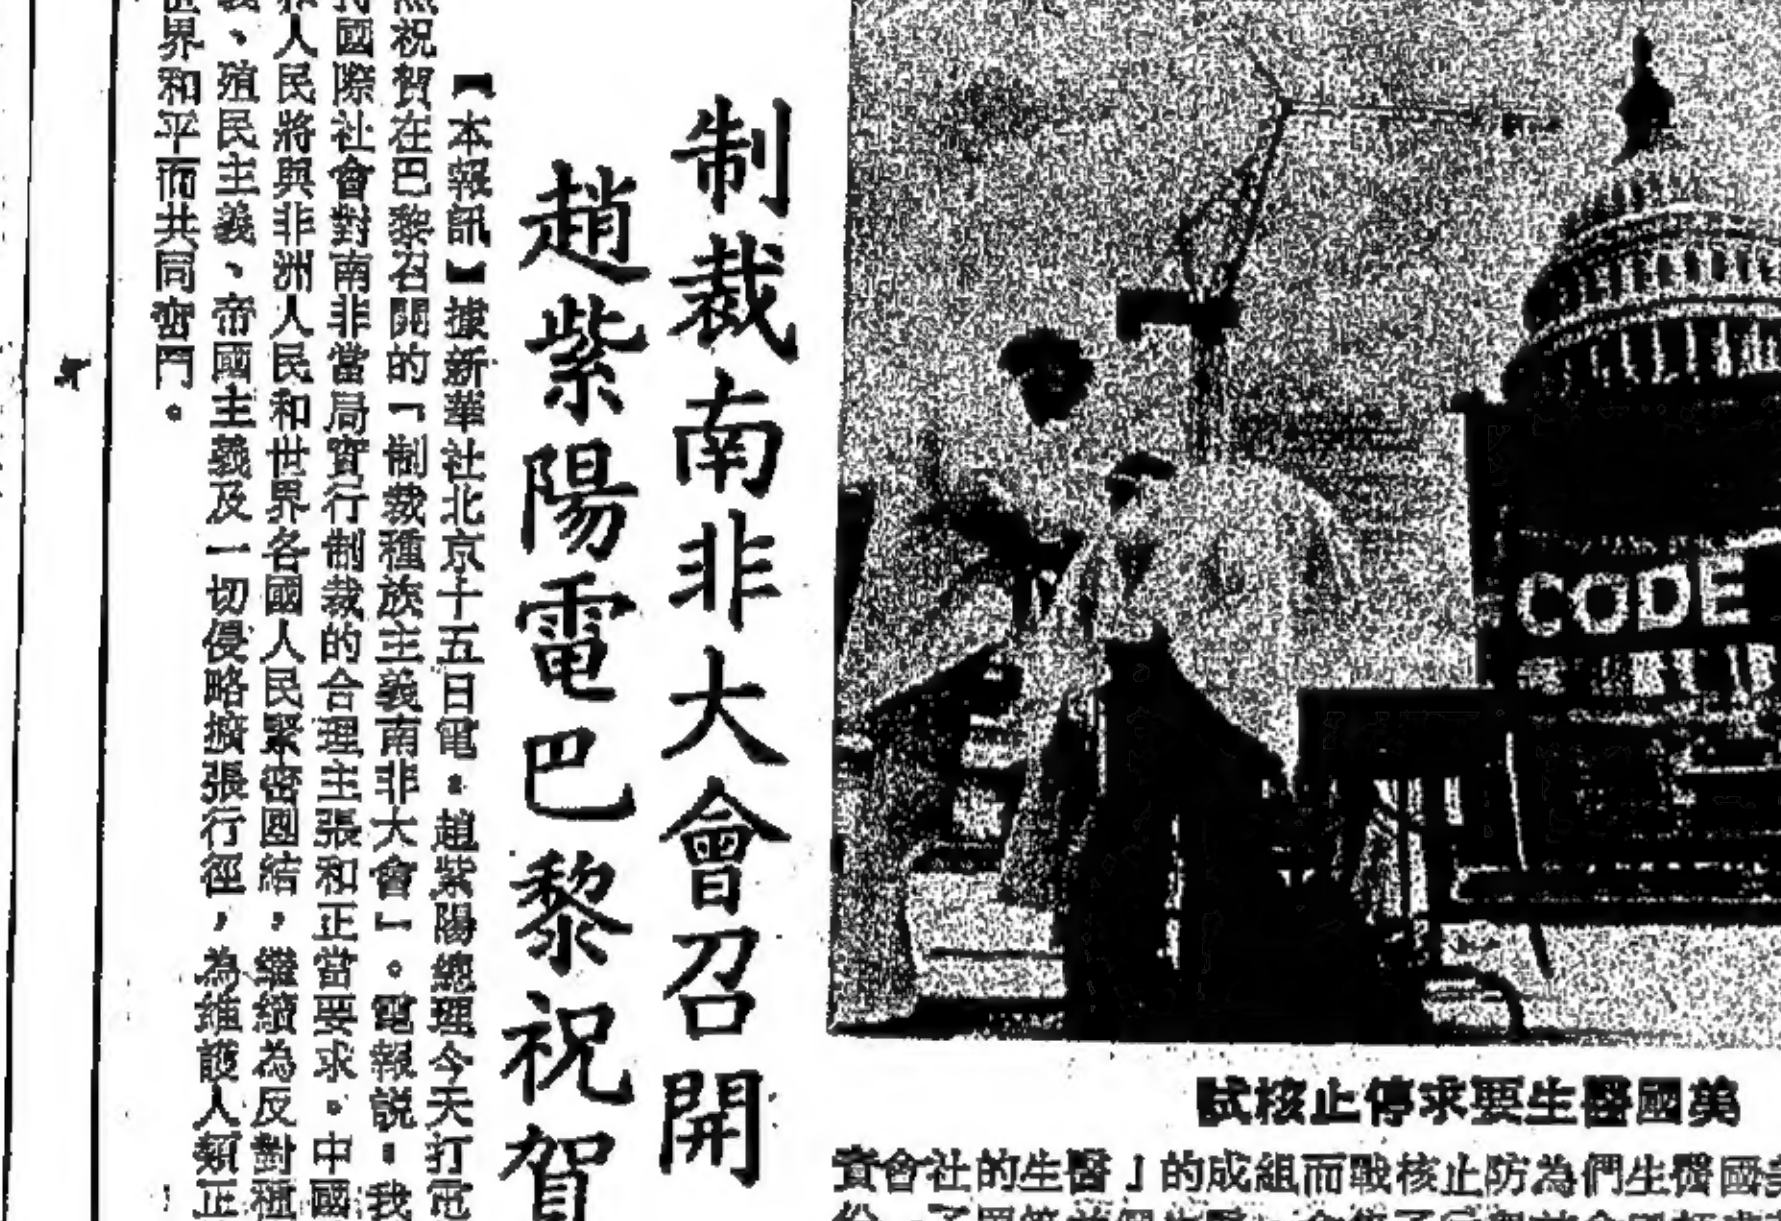 制裁南非大會召開
趙紫陽電巴黎祝賀
【本報訊】據新華社北京十五日電：趙紫陽總理今天打電
祝賀在巴黎召開的「制裁種族主義南非大會」。電報說：我
國際社會對南非當局實行制裁的合理主張和正當要求。中國
人民將與非洲人民和世界各國人民緊密團結，繼續為反對種
、殖民主義、帝國主義及一切侵略擴張行徑，為維護人類正
世界和平而共同奮鬥。
CODE
試核止停求要生醫國美
責會社的生醫」的成組而戰核止防為們生醫國美